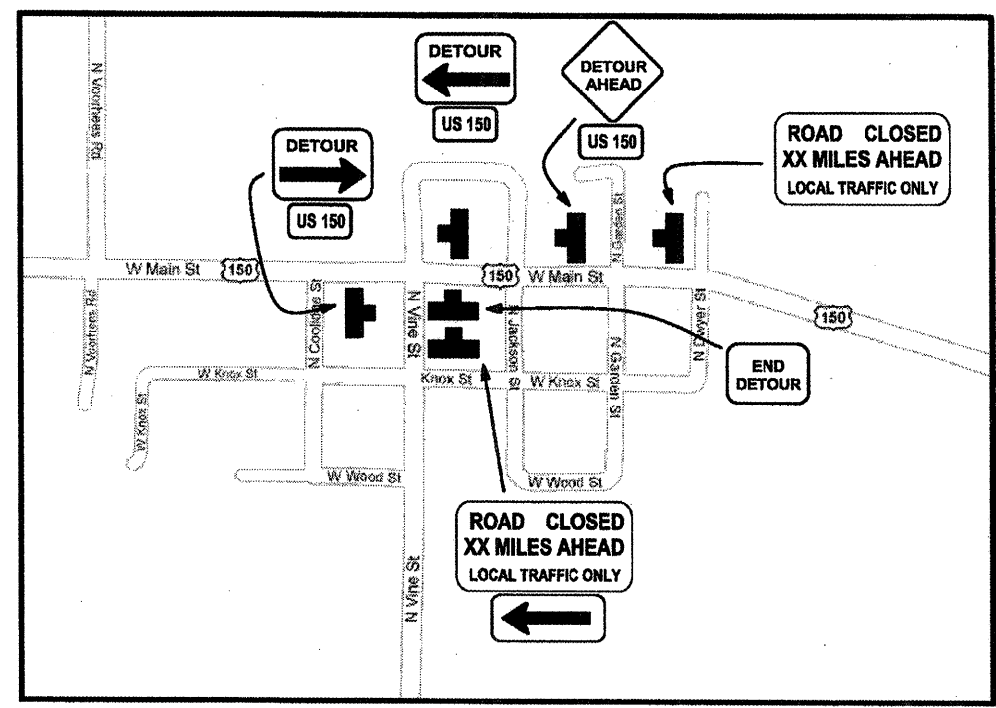 DETOUR
US 150
DETOUR
AHEAD
US 150
DETOUR
US 150
ROAD CLOSED
XX MILES AHEAD
LOCAL TRAFFIC ONLY
N Voorhees Rd
N Garden St
W Main St
150
150
W Main St
150
N Voorhees Rd
N Coolidge St
N Vine St
N Jackson St
N Garden St
N Dwyer St
END
DETOUR
W Knox St
Knox St
W Knox St
W Knox St
W Wood St
W Wood St
N Vine St
ROAD CLOSED
XX MILES AHEAD
LOCAL TRAFFIC ONLY